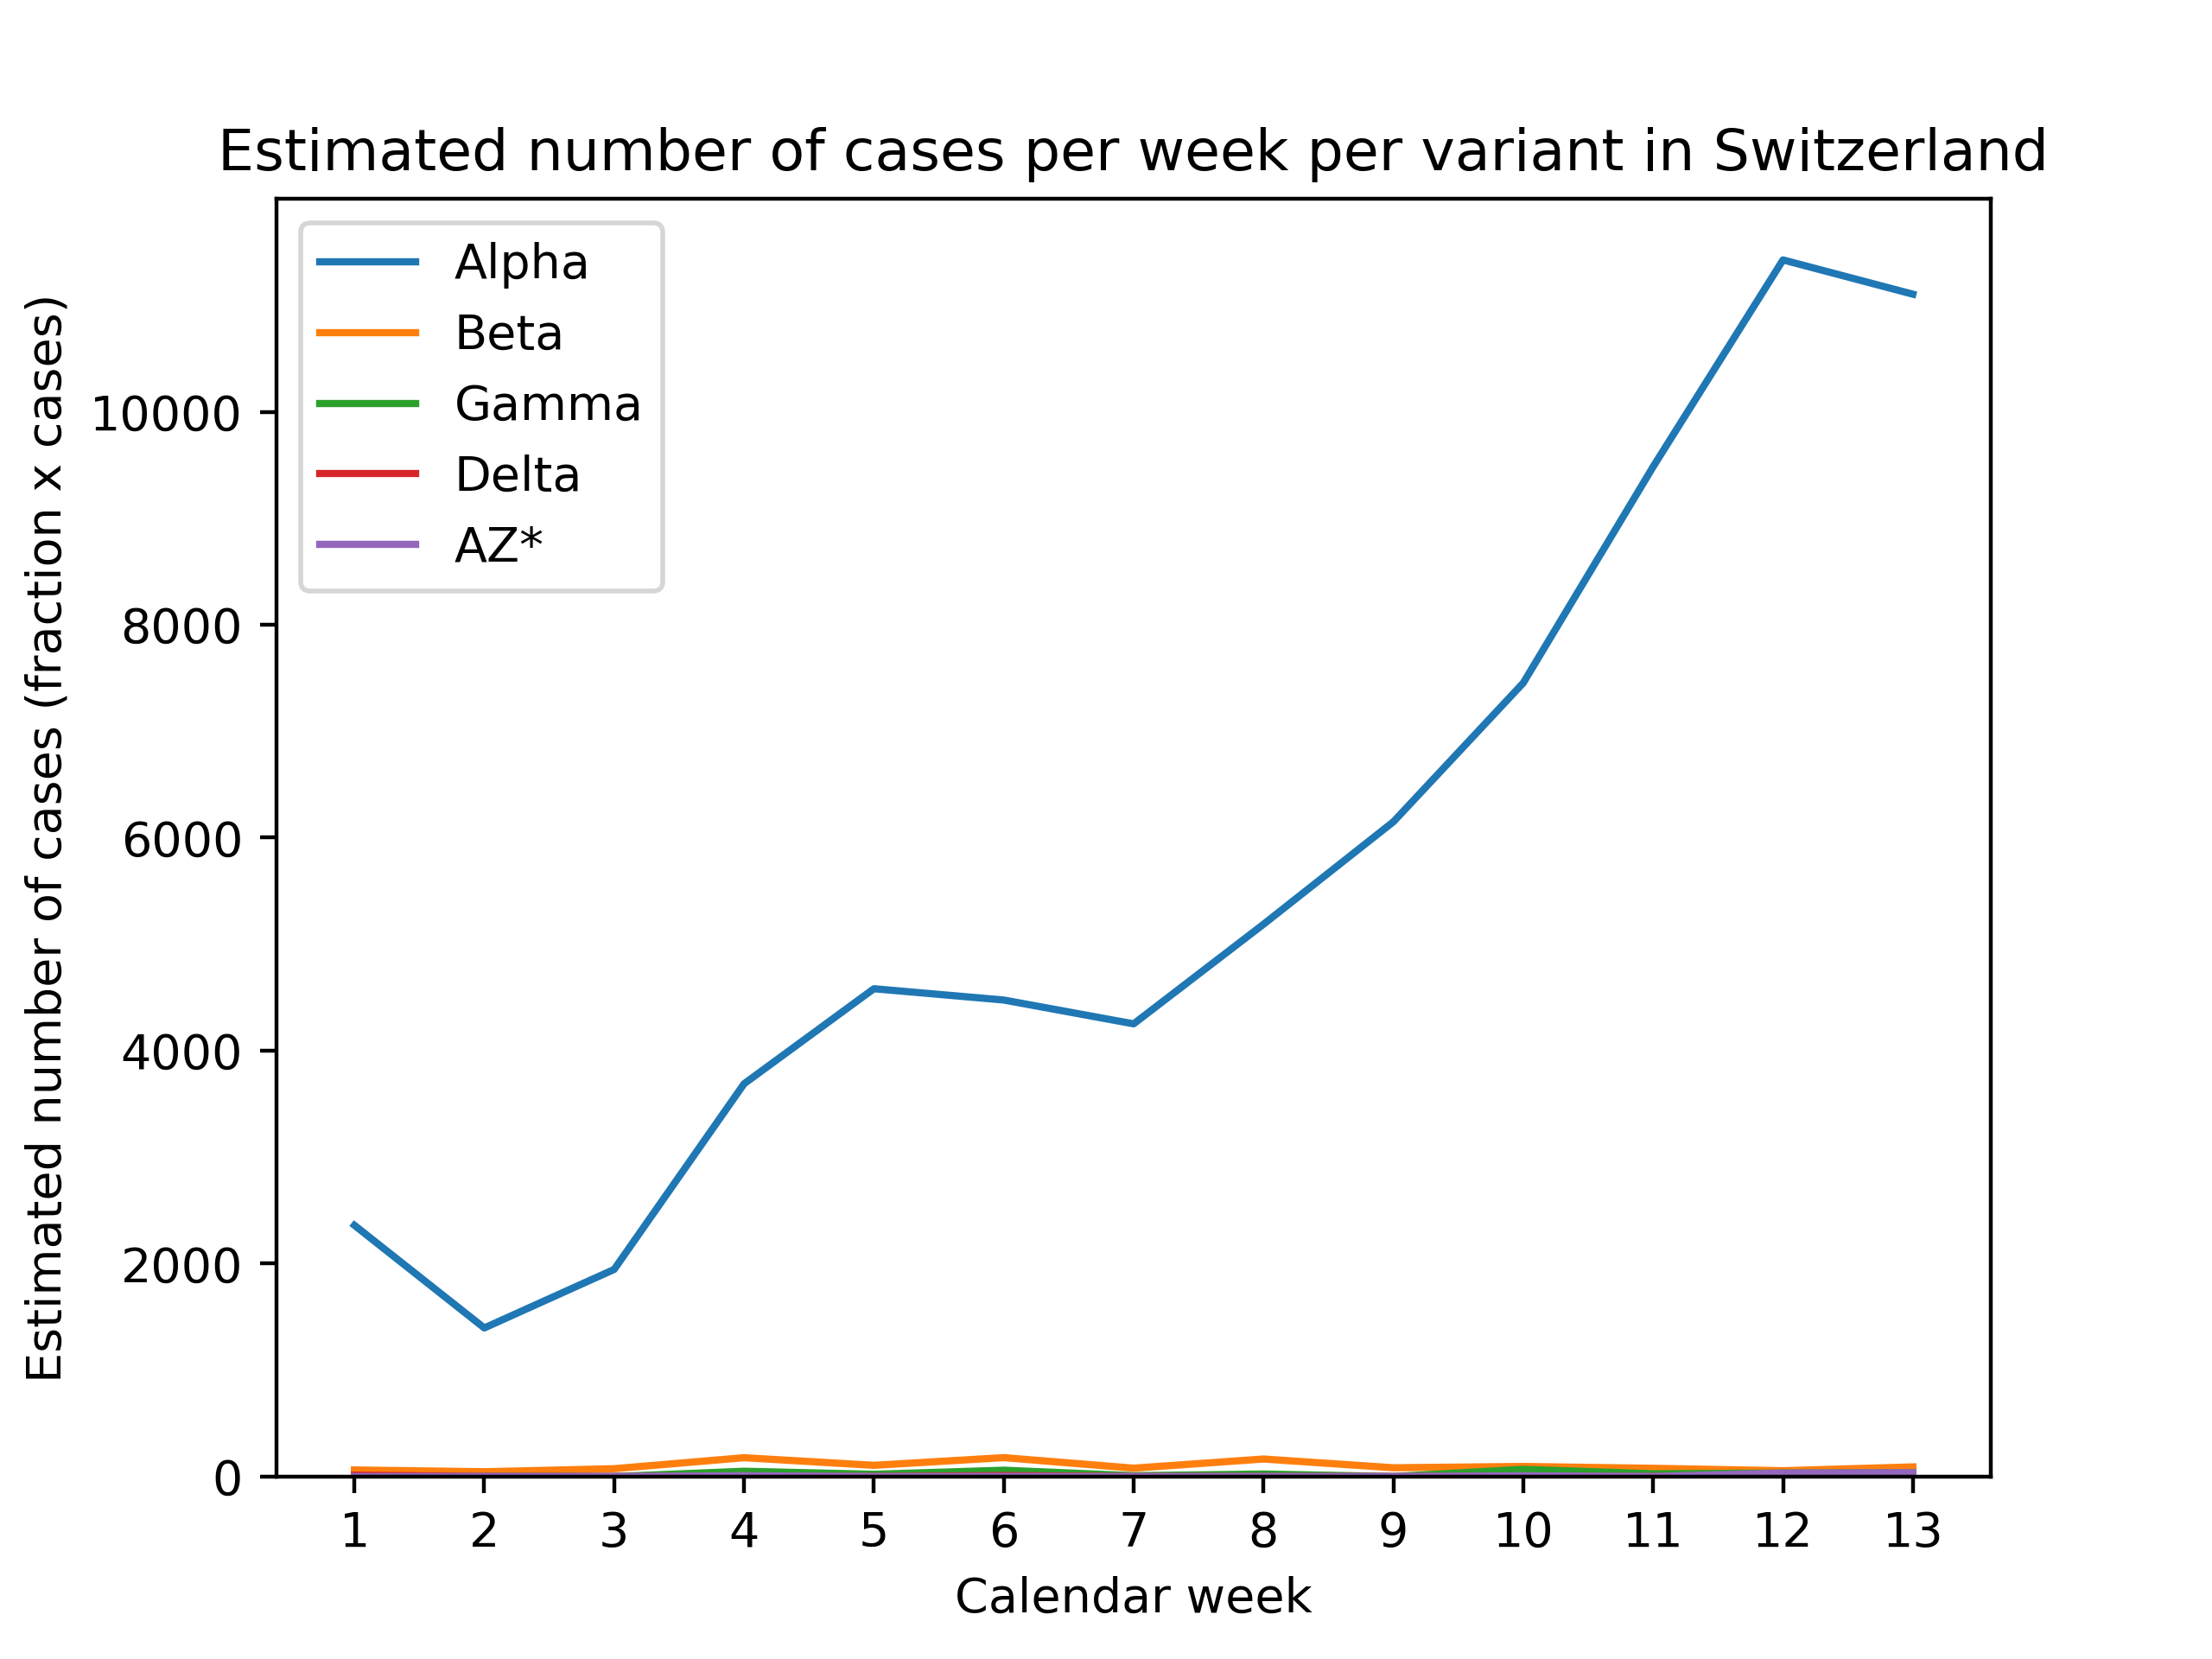 Estimated number of cases per week per variant in Switzerland
Alpha
Beta
Gamma
Delta
AZ*
Estimated number of cases (fraction x cases)
10000
8000
6000
4000
2000
0
1 2 3 4 5 6 7 8 9 10 11 12 13
Calendar week